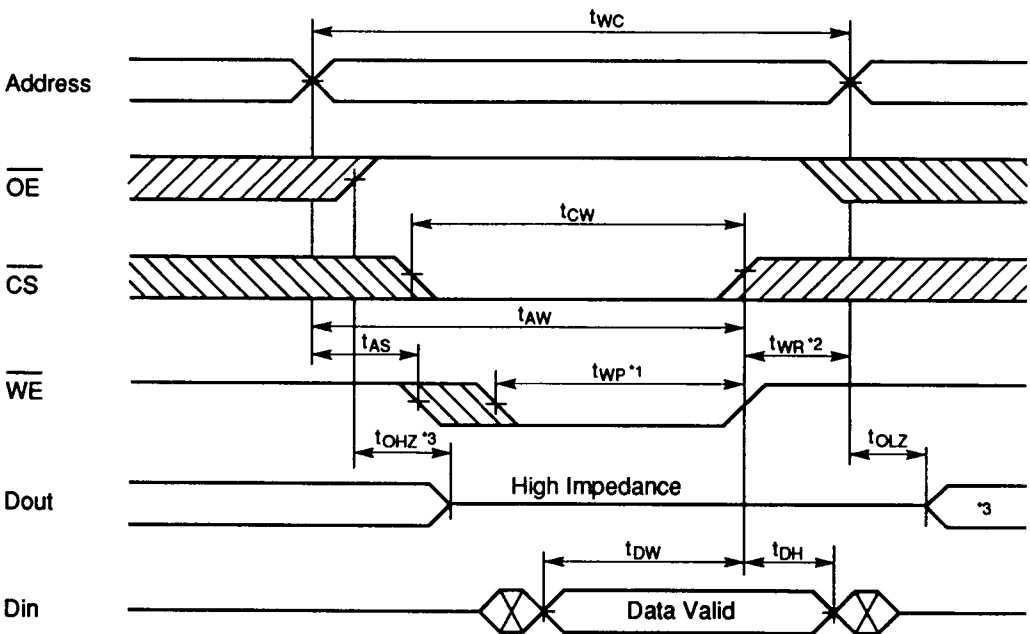 tWC
Address
OE
tCW
CS
tAW
tAS
tWR *2
WE
tWP *1
tOHZ *3
tOLZ
High Impedance
Dout
*3
tDW
tDH
Din
Data Valid